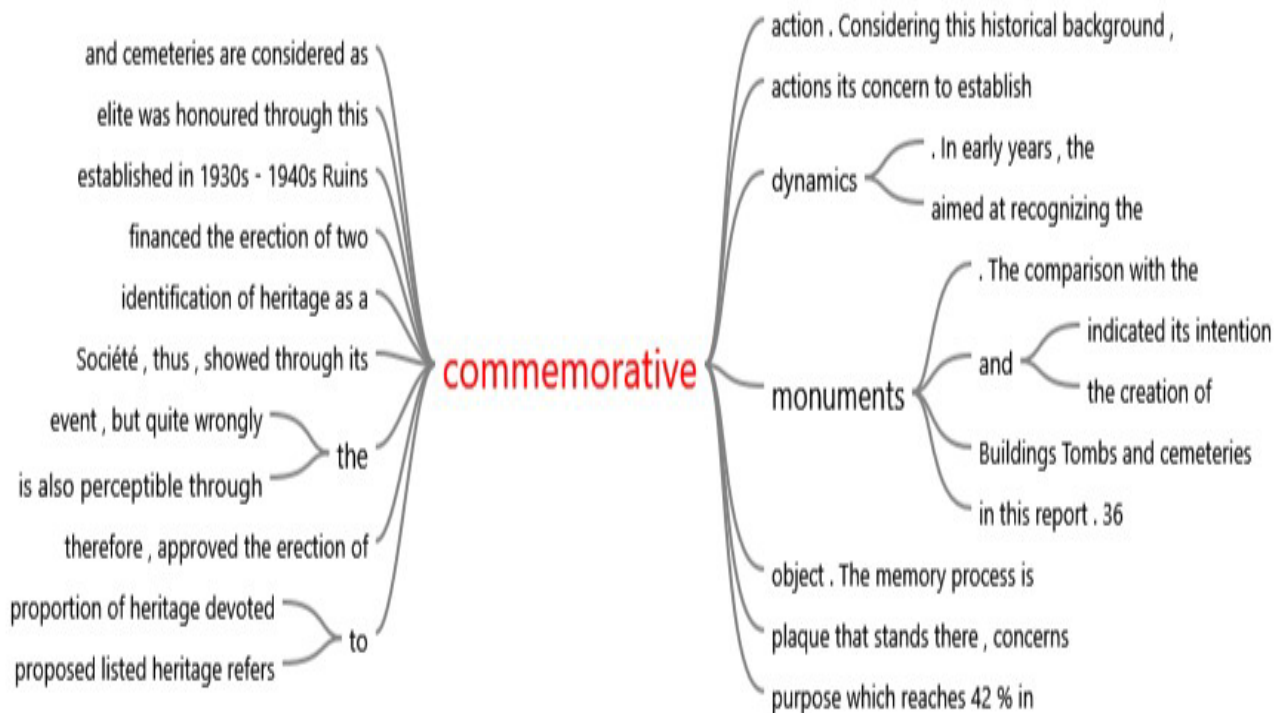 and cemeteries are considered as
elite was honoured through this
established in 1930s - 1940s Ruins
financed the erection of two
identification of heritage as a
Société , thus , showed through its
event , but quite wrongly
is also perceptible through
the
therefore , approved the erection of
proportion of heritage devoted
proposed listed heritage refers
to
commemorative
action . Considering this historical background ,
actions its concern to establish
dynamics
. In early years , the
aimed at recognizing the
monuments
. The comparison with the
and
indicated its intention
the creation of
Buildings Tombs and cemeteries
in this report . 36
object . The memory process is
plaque that stands there , concerns
purpose which reaches 42 % in